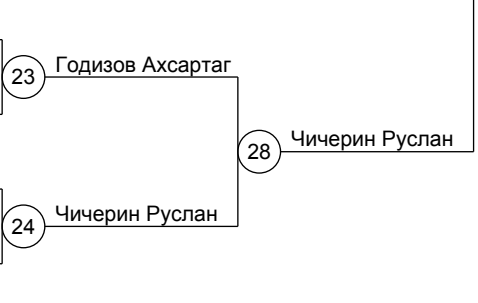 Годизов Ахсартаг
23
Чичерин Руслан
28
Чичерин Руслан
24